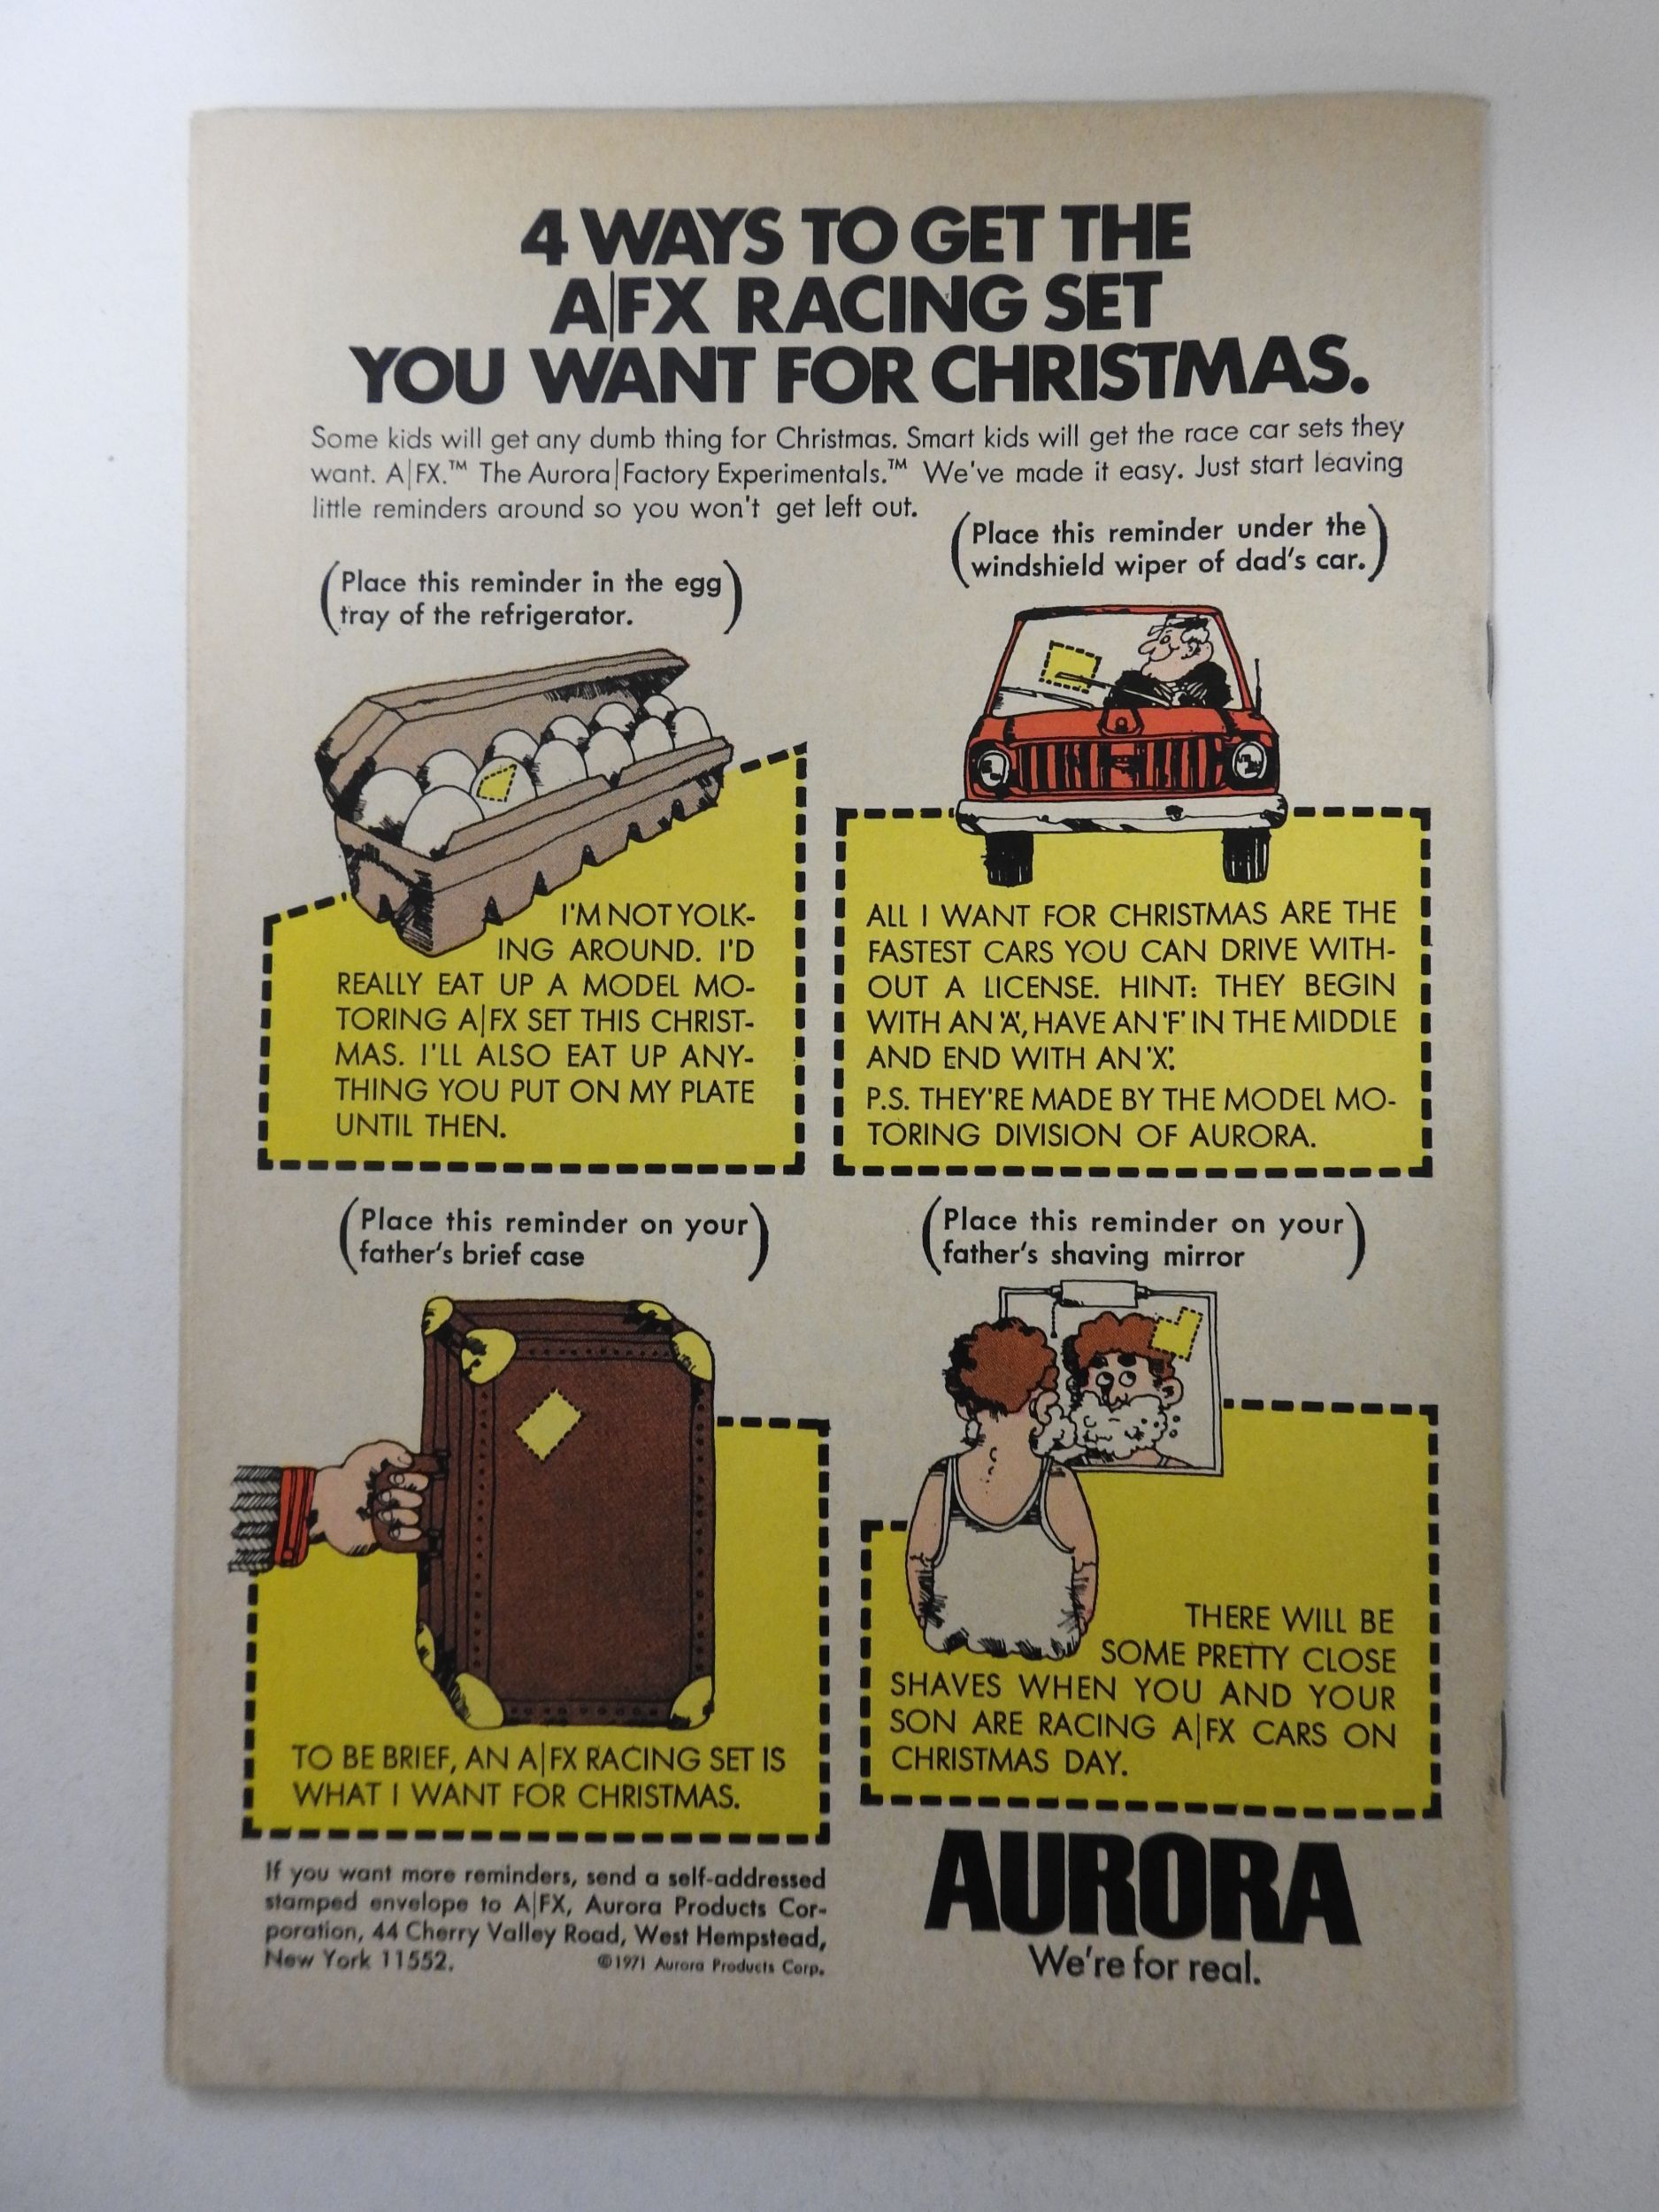 4 WAYS TO GET THE
A|FX RACING SET
YOU WANT FOR CHRISTMAS.
Some kids will get any dumb thing for Christmas. Smart kids will get the race car sets they
want. A|FX.™ The Aurora|Factory Experimentals.™ We've made it easy. Just start leaving
little reminders around so you won't get left out.
(Place this reminder in the egg
tray of the refrigerator.)
I'M NOT YOLK-
ING AROUND. I'D
REALLY EAT UP A MODEL MO-
TORING A|FX SET THIS CHRIST-
MAS. I'LL ALSO EAT UP ANY-
THING YOU PUT ON MY PLATE
UNTIL THEN.
(Place this reminder under the
windshield wiper of dad's car.)
ALL I WANT FOR CHRISTMAS ARE THE
FASTEST CARS YOU CAN DRIVE WITH-
OUT A LICENSE. HINT: THEY BEGIN
WITH AN 'A', HAVE AN 'F' IN THE MIDDLE
AND END WITH AN 'X'.
P.S. THEY'RE MADE BY THE MODEL MO-
TORING DIVISION OF AURORA.
(Place this reminder on your
father's brief case)
TO BE BRIEF, AN A|FX RACING SET IS
WHAT I WANT FOR CHRISTMAS.
(Place this reminder on your
father's shaving mirror)
THERE WILL BE
SOME PRETTY CLOSE
SHAVES WHEN YOU AND YOUR
SON ARE RACING A|FX CARS ON
CHRISTMAS DAY.
If you want more reminders, send a self-addressed
stamped envelope to A|FX, Aurora Products Cor-
poration, 44 Cherry Valley Road, West Hempstead,
New York 11552. ©1971 Aurora Products Corp.
AURORA
We're for real.